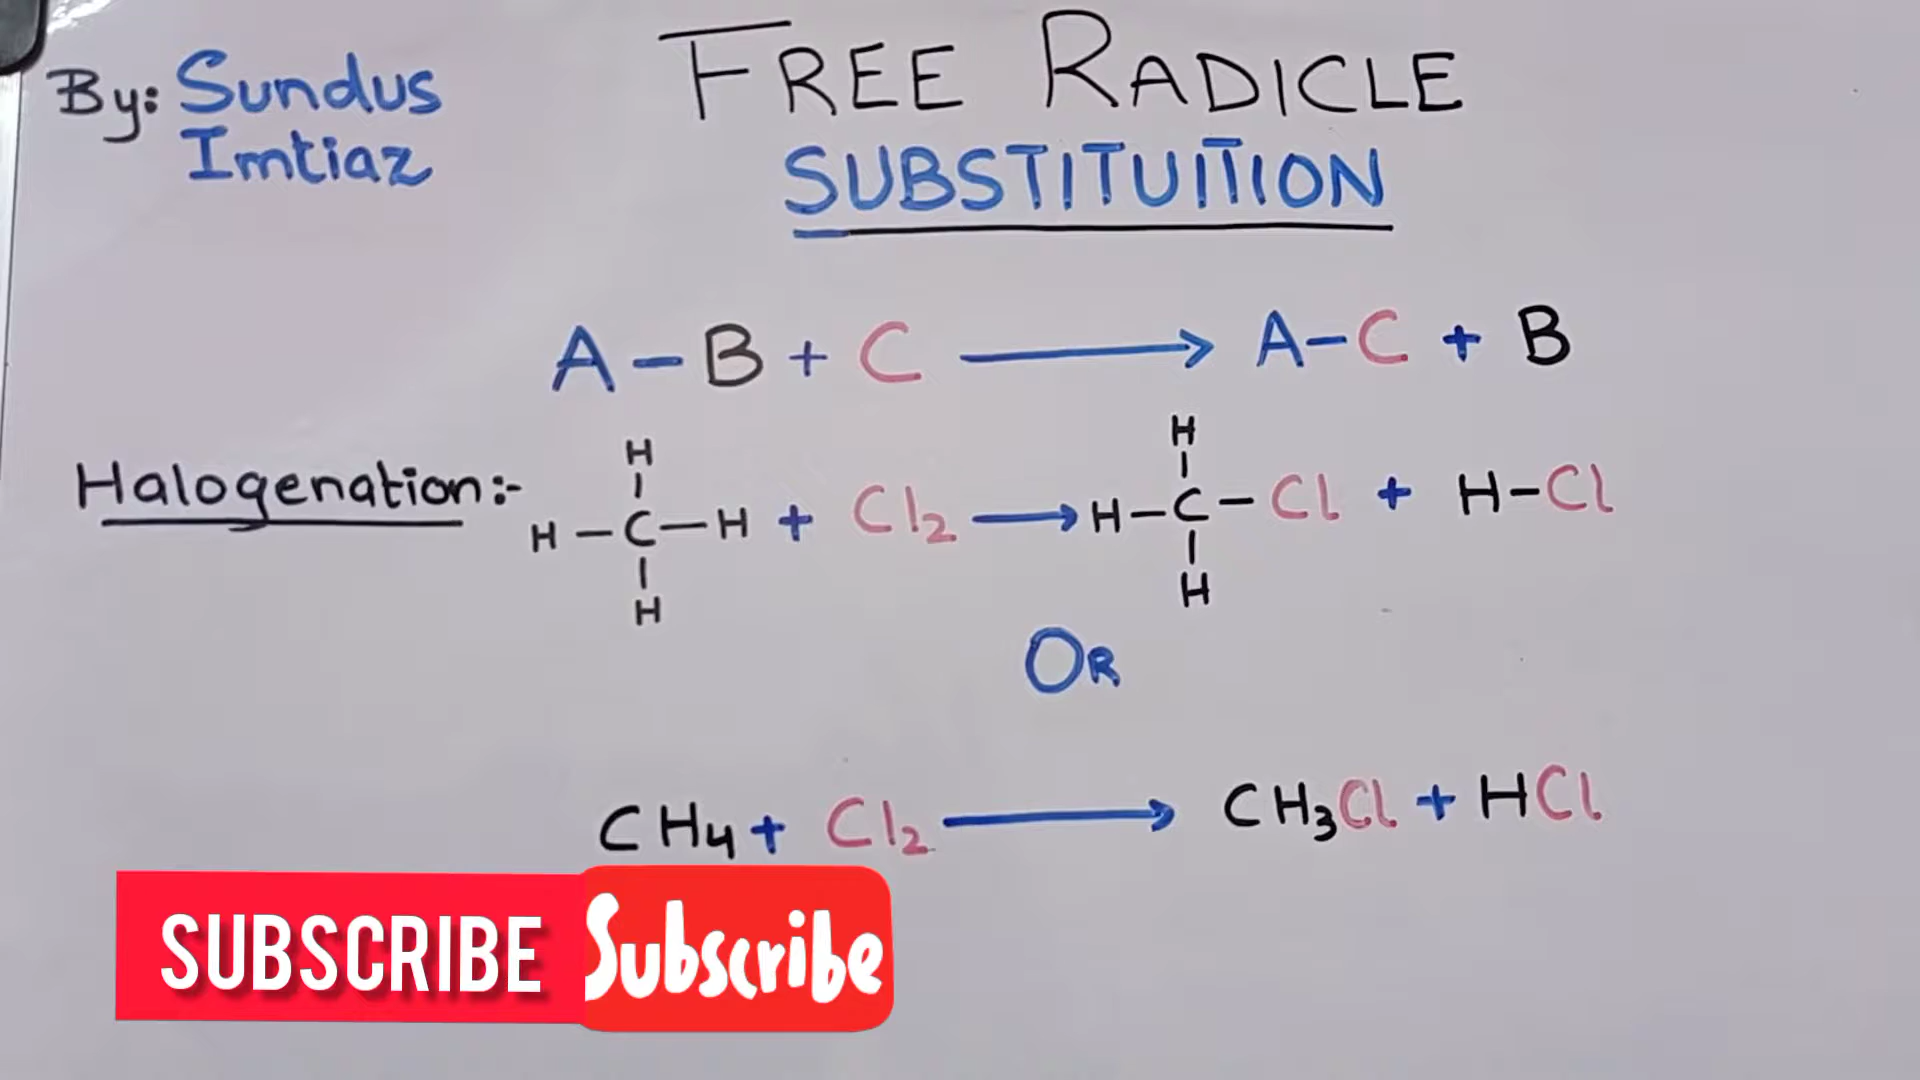 By: Sundus
Imtiaz
FREE RADICLE
SUBSTITUITION
A-B + C → A-C + B
Halogenation:-
H
H-C-H + Cl2 → H-C-Cl + H-Cl
H
H
H
OR
CH4 + Cl2 → CH3Cl + HCl
SUBSCRIBE Subscribe